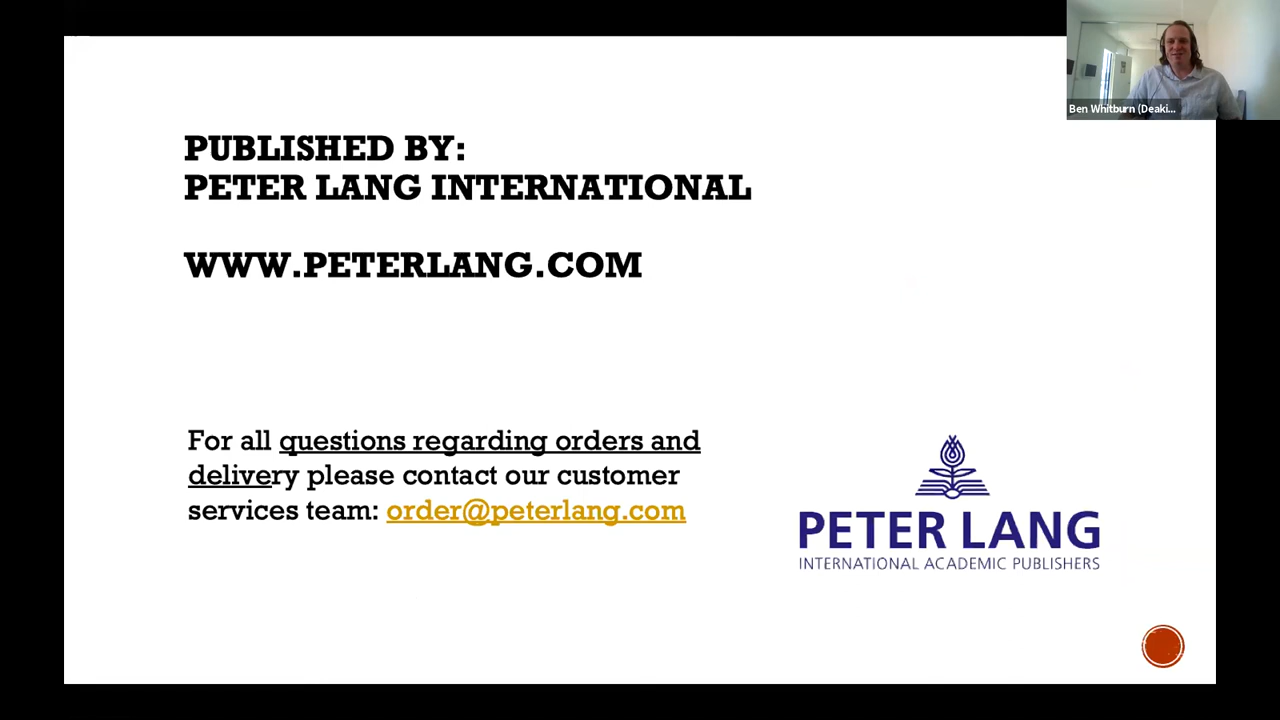 Ben Whitburn (Deaki...
PUBLISHED BY:
PETER LANG INTERNATIONAL
WWW.PETERLANG.COM
For all questions regarding orders and
delivery please contact our customer
services team: order@peterlang.com
PETER LANG
INTERNATIONAL ACADEMIC PUBLISHERS